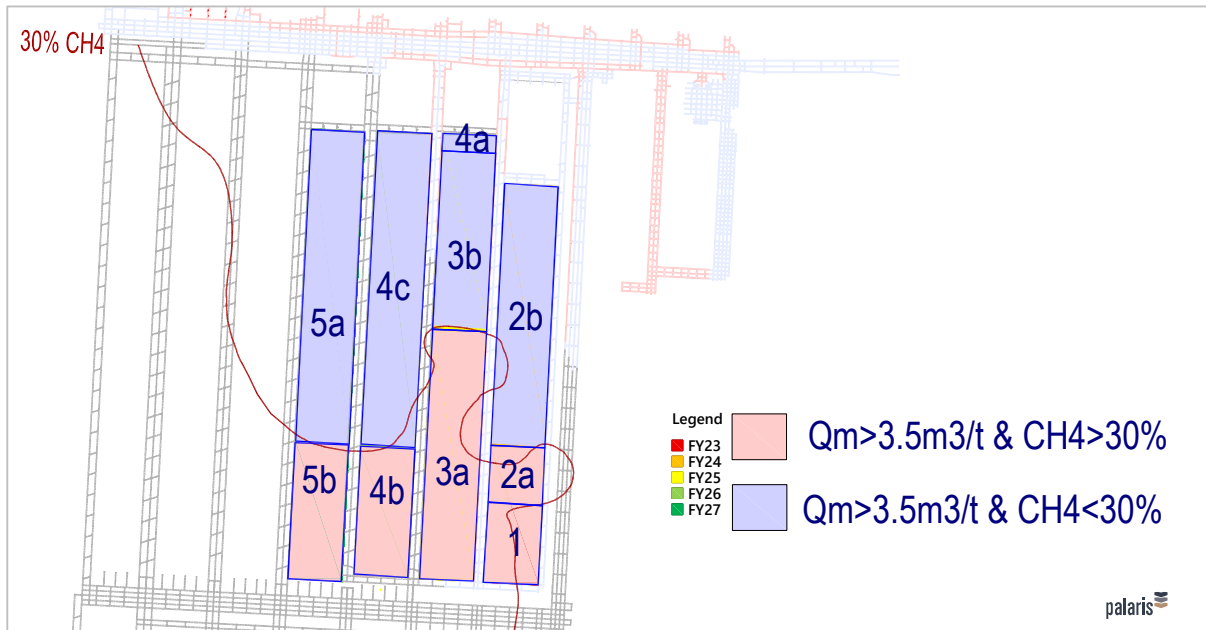 30% CH4
4a
3b
4c
2b
5a
Legend
FY23
FY24
FY25
FY26
FY27
Qm>3.5m3/t & CH4>30%
Qm>3.5m3/t & CH4<30%
5b
4b
3a
2a
1
palaris